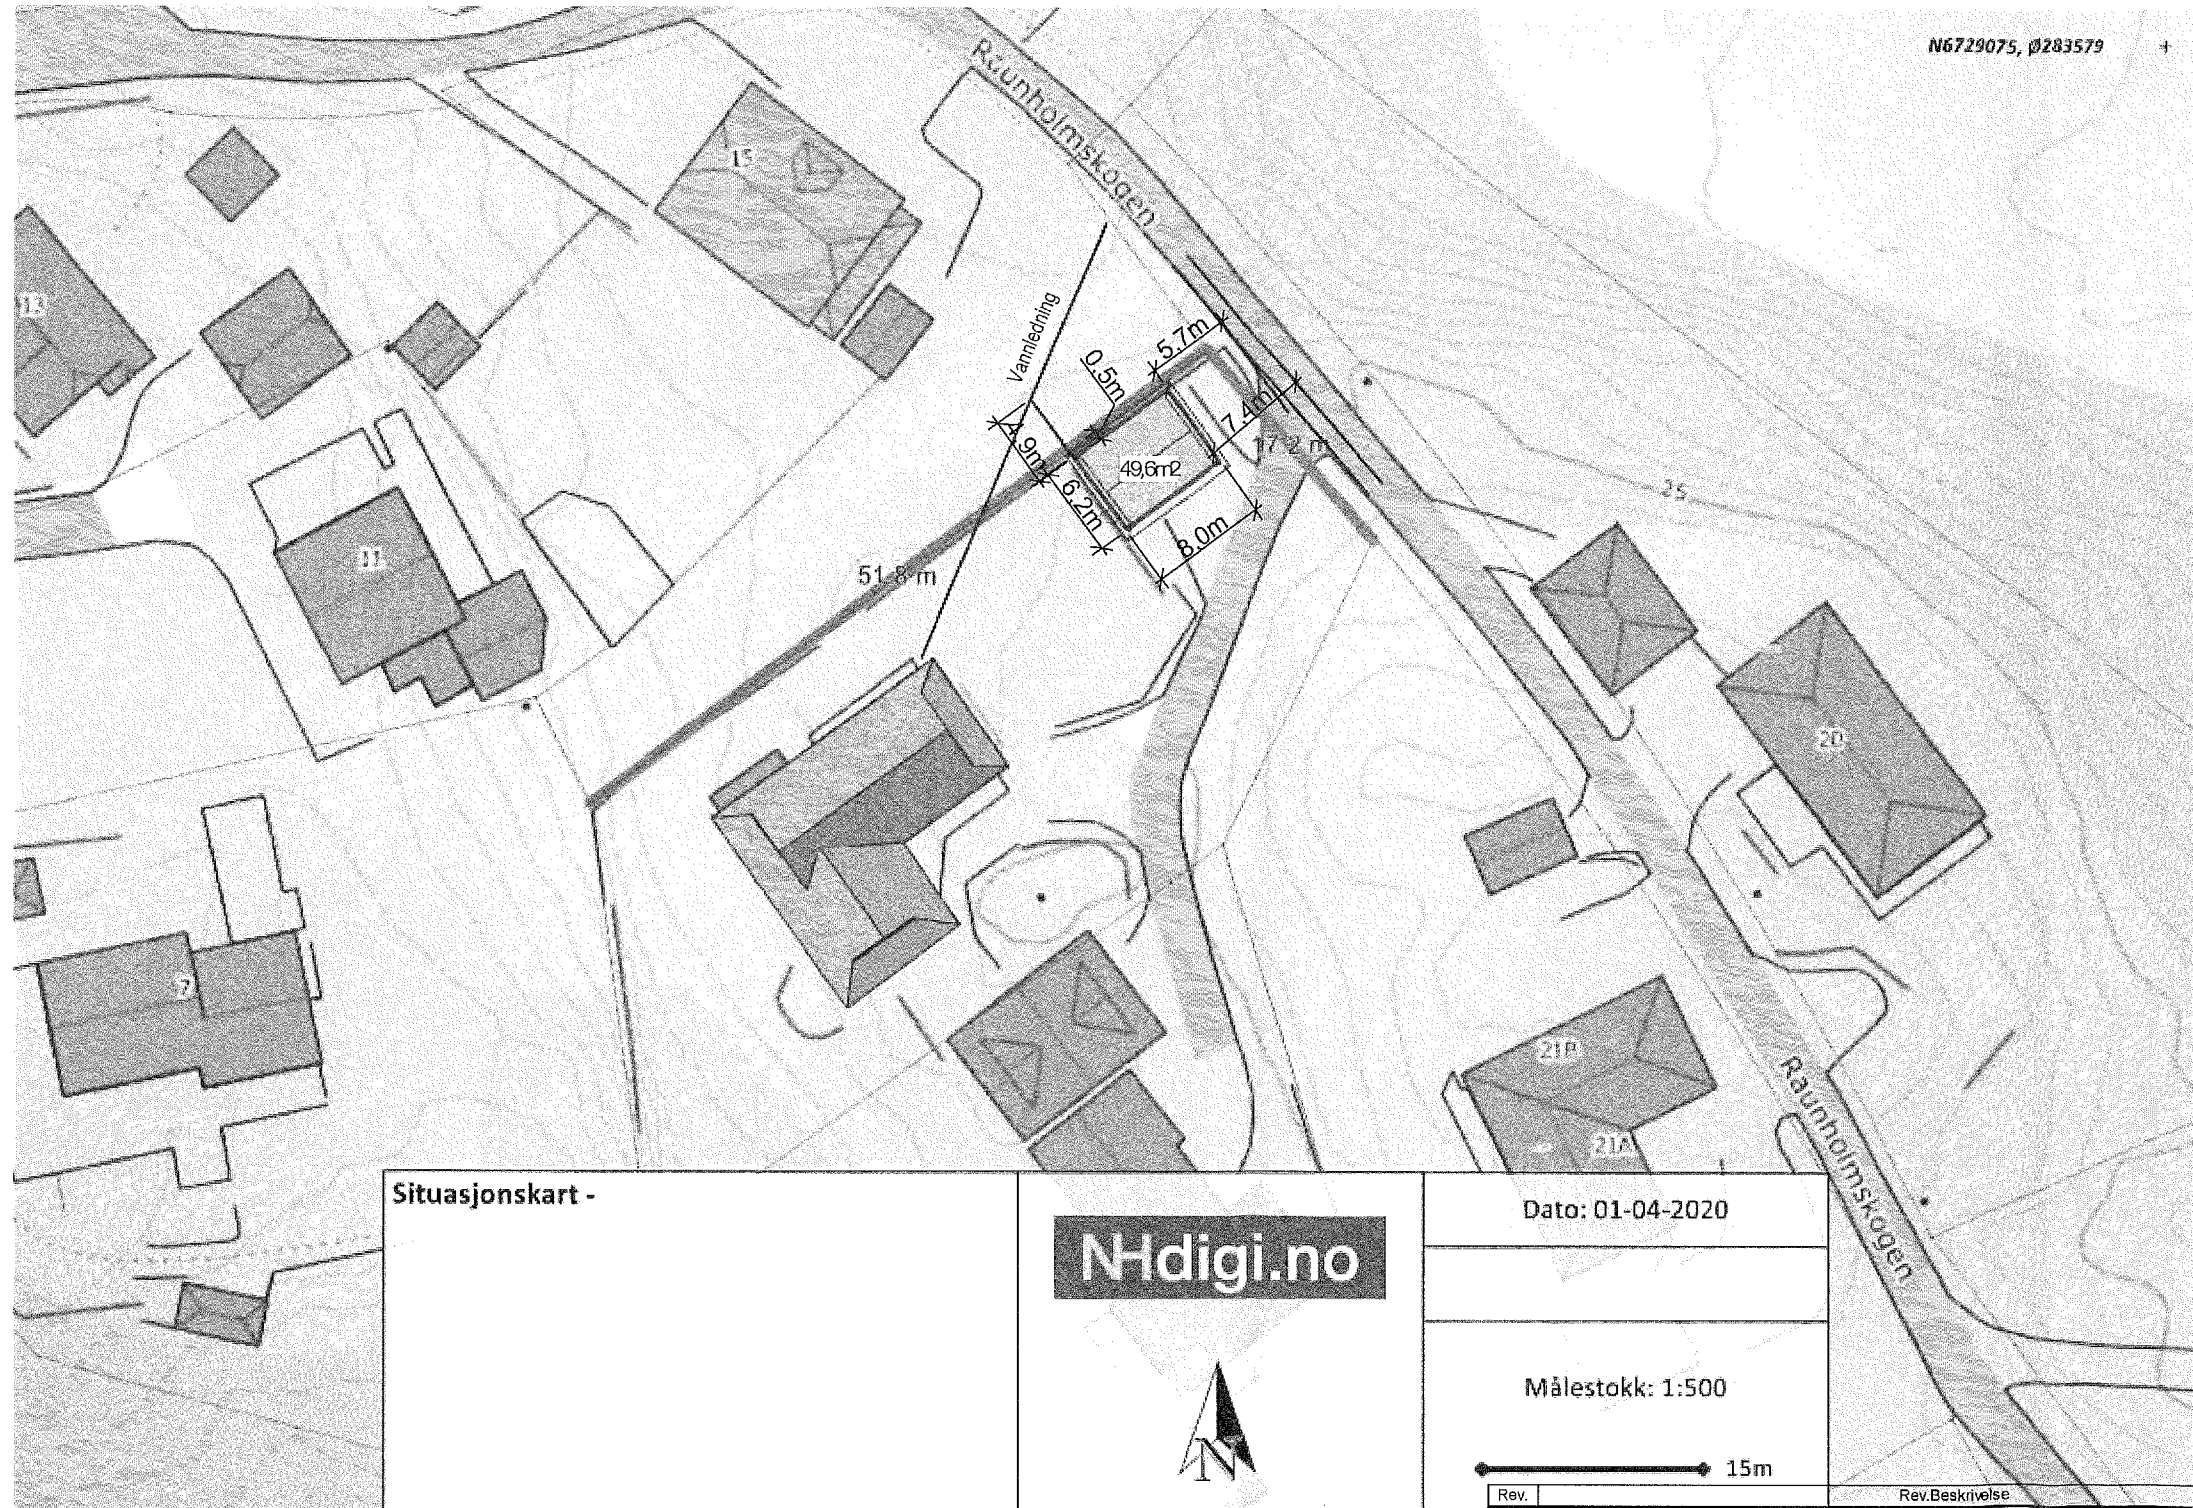 N6729075, Ø283579
Raunholmskogen
15
13
Vannledning
5,7m
0,5m
7,4m
17.2 m
4,9m
49,6m2
6,2m
8,0m
25
11
51.8 m
20
7
21B
21A
Raunholmskogen
Situasjonskart -
NHdigi.no
N
Dato: 01-04-2020
Målestokk: 1:500
15m
Rev.
Rev.Beskrivelse